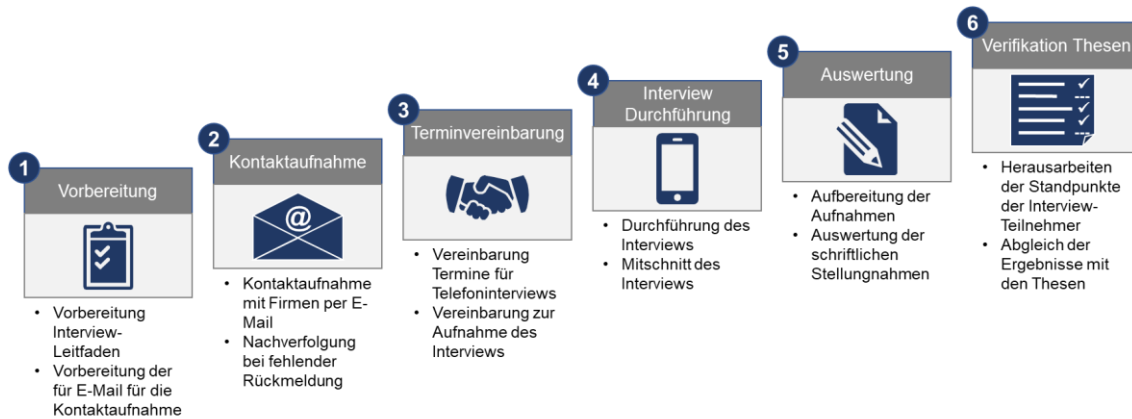 1
Vorbereitung
• Vorbereitung
Interview-
Leitfaden
• Vorbereitung der
für E-Mail für die
Kontaktaufnahme
2
Kontaktaufnahme
@
• Kontaktaufnahme
mit Firmen per E-
Mail
• Nachverfolgung
bei fehlender
Rückmeldung
3
Terminvereinbarung
• Vereinbarung
Termine für
Telefoninterviews
• Vereinbarung zur
Aufnahme des
Interviews
4
Interview
Durchführung
• Durchführung des
Interviews
• Mitschnitt des
Interviews
5
Auswertung
• Aufbereitung der
Aufnahmen
• Auswertung der
schriftlichen
Stellungnahmen
6
Verifikation Thesen
• Herausarbeiten
der Standpunkte
der Interview-
Teilnehmer
• Abgleich der
Ergebnisse mit
den Thesen